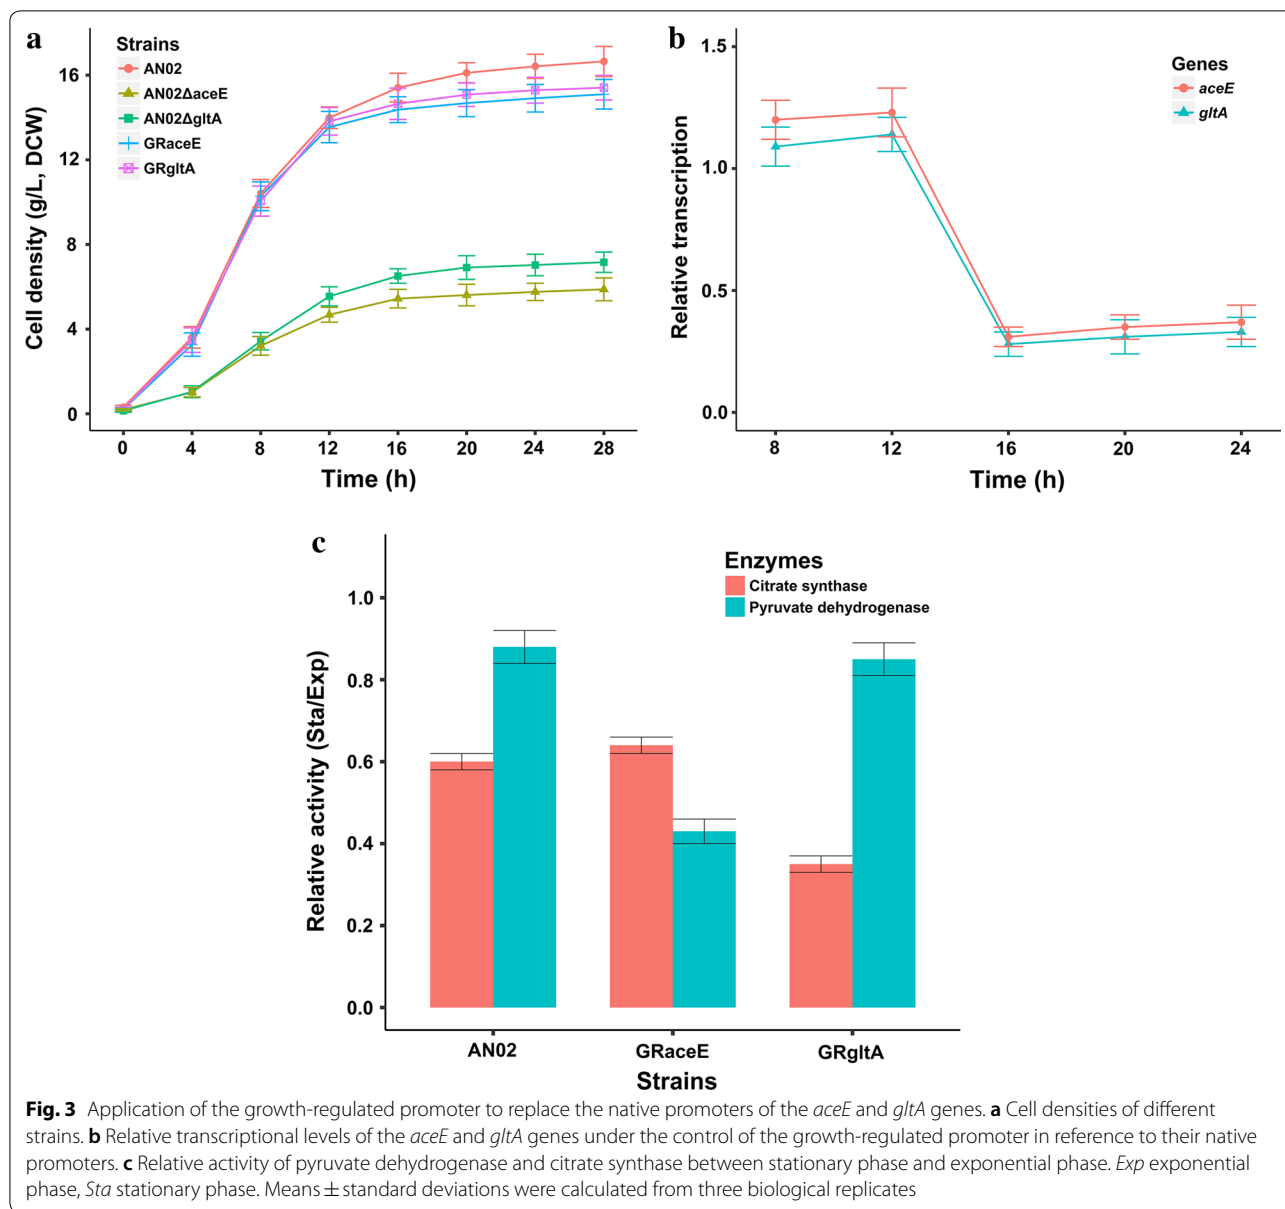 a
Strains
AN02
AN02ΔaceE
AN02ΔgltA
GRaceE
GRgltA
Cell density (g/L, DCW)
16
12
8
4
0
0 4 8 12 16 20 24 28
Time (h)
b
Genes
aceE
gltA
Relative transcription
1.5
1.0
0.5
0.0
8 12 16 20 24
Time (h)
c
Enzymes
Citrate synthase
Pyruvate dehydrogenase
Relative activity (Sta/Exp)
1.0
0.8
0.6
0.4
0.2
0.0
AN02 GRaceE GRgltA
Strains
Fig. 3 Application of the growth-regulated promoter to replace the native promoters of the aceE and gltA genes. a Cell densities of different
strains. b Relative transcriptional levels of the aceE and gltA genes under the control of the growth-regulated promoter in reference to their native
promoters. c Relative activity of pyruvate dehydrogenase and citrate synthase between stationary phase and exponential phase. Exp exponential
phase, Sta stationary phase. Means ± standard deviations were calculated from three biological replicates